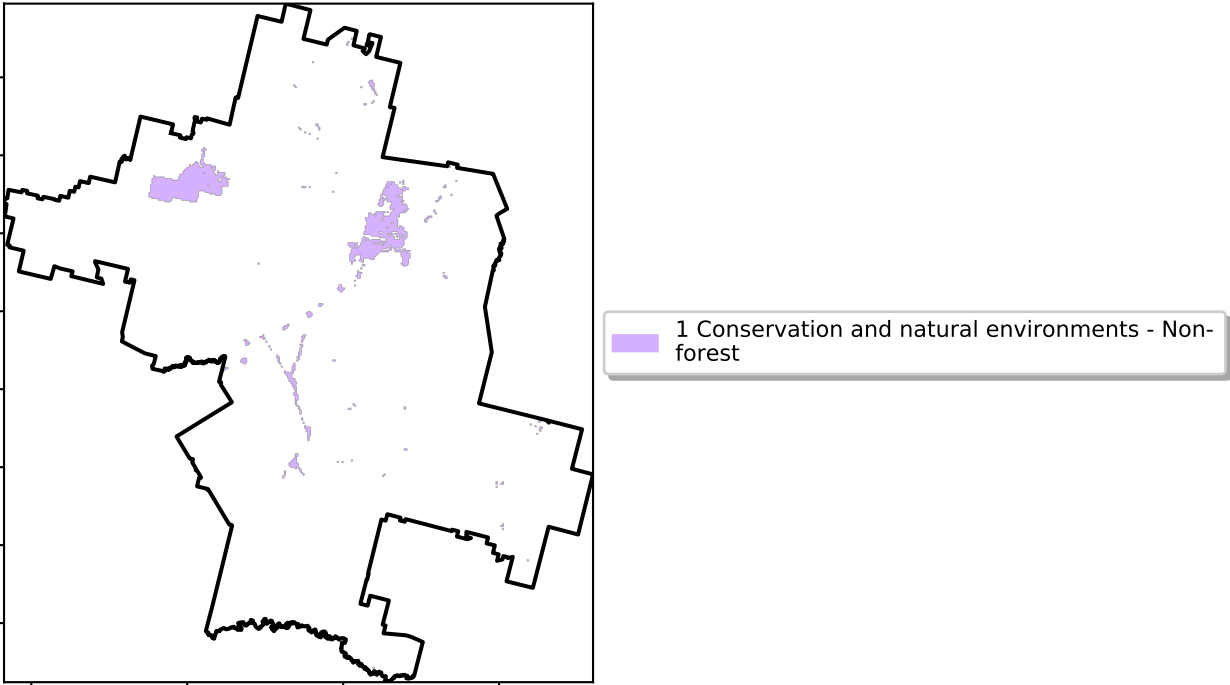 1 Conservation and natural environments - Non-
forest